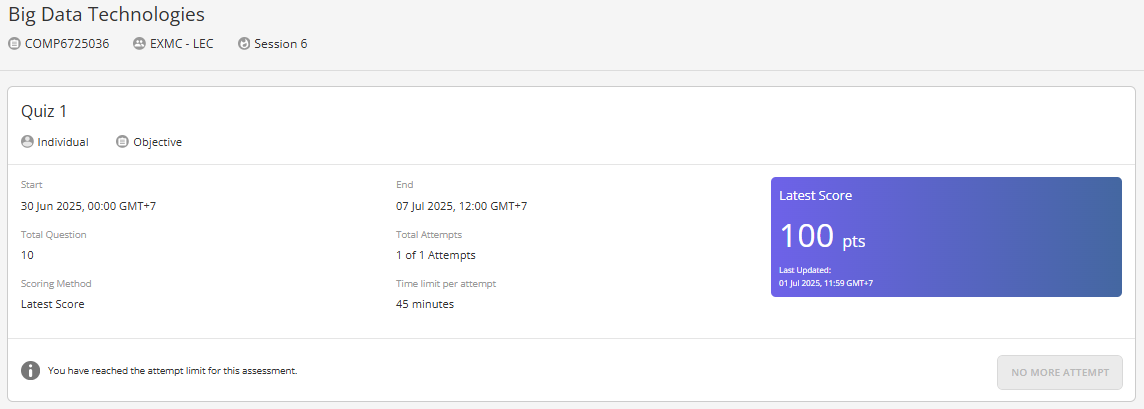 Big Data Technologies
COMP6725036 EXMC - LEC Session 6
Quiz 1
Individual Objective
Start
30 Jun 2025, 00:00 GMT+7
End
07 Jul 2025, 12:00 GMT+7
Total Question
10
Total Attempts
1 of 1 Attempts
Scoring Method
Latest Score
Time limit per attempt
45 minutes
Latest Score
100 pts
Last Updated:
01 Jul 2025, 11:59 GMT+7
You have reached the attempt limit for this assessment.
NO MORE ATTEMPT